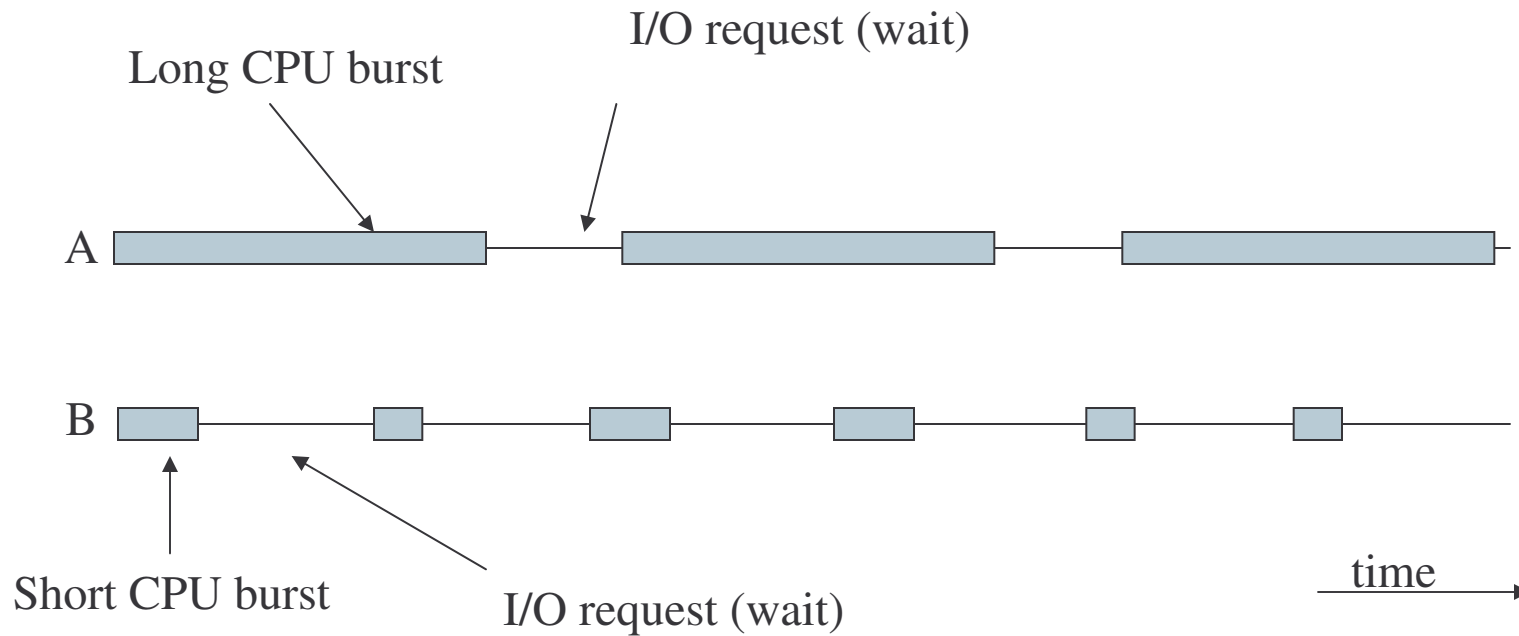 I/O request (wait)
Long CPU burst
A
B
time
Short CPU burst
I/O request (wait)